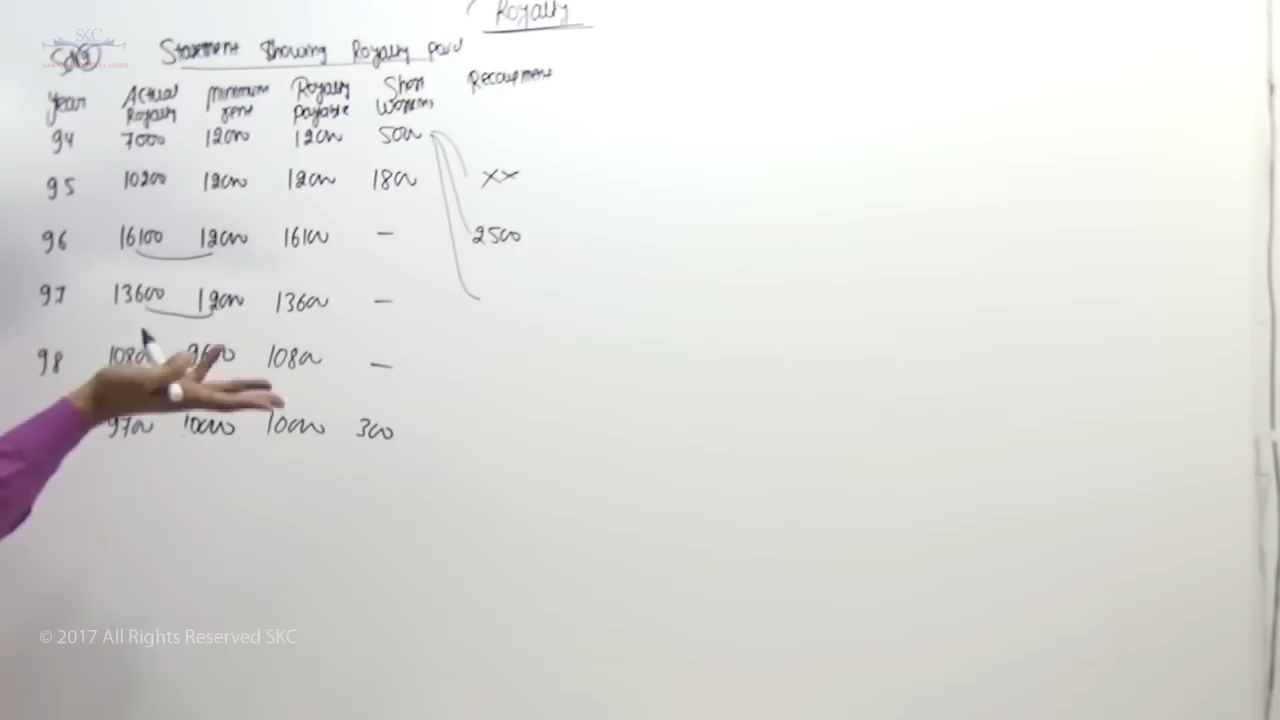 Royalty
SKC
Statement Showing Royalty paid
Year Actual Royalty Minimum Rent Royalty payable Short Workings Recoupment
94 7000 12000 12000 5000
95 10200 12000 12000 1800 xx
96 16100 12000 16100 — 2500
97 13600 12000 13600 —
98 10800 9600 10800 —
9700 10000 10000 300
© 2017 All Rights Reserved SKC